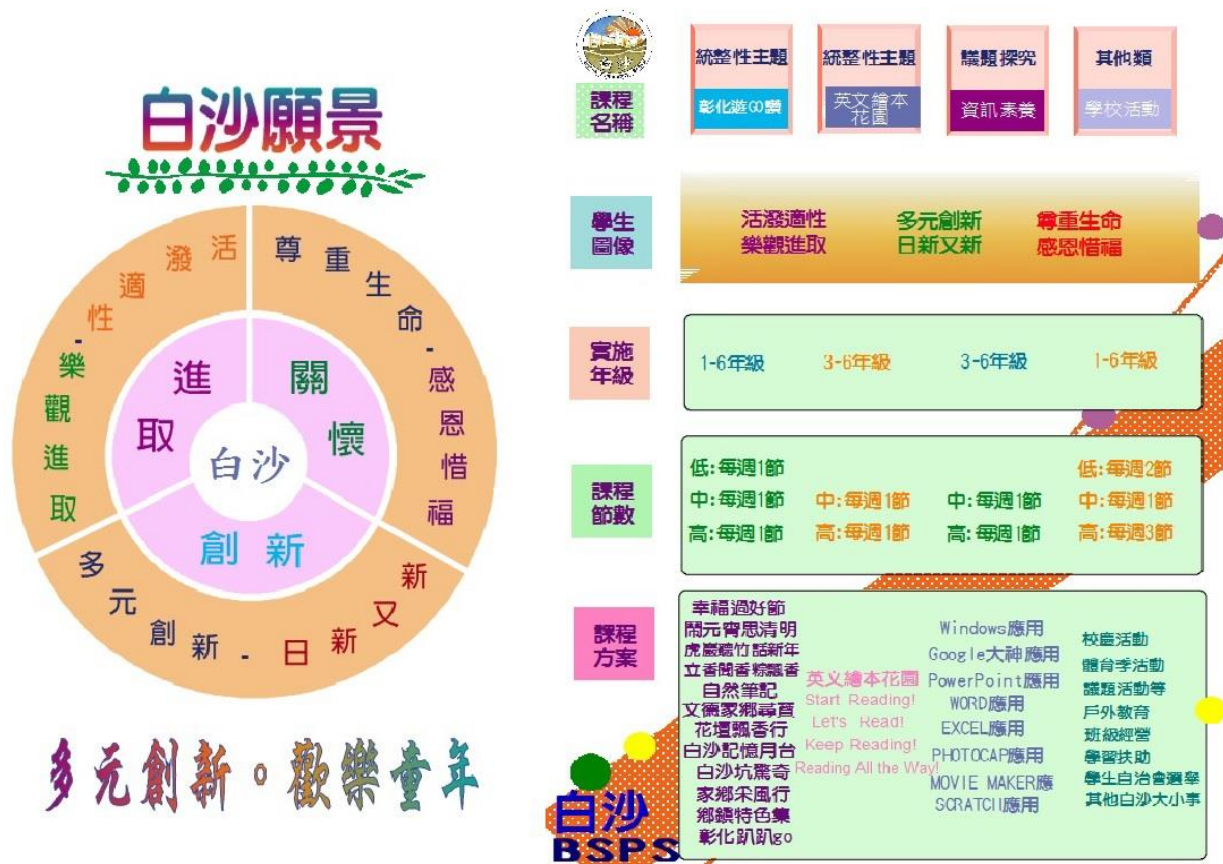 白沙願景
活潑適性-樂觀進取
尊重生命-感恩惜福
多元創新-日新又新
進取
關懷
創新
白沙
多元創新。歡樂童年
白沙
課程
名稱
統整性主題
彰化遊GO讚
統整性主題
英文繪本
花園
議題探究
資訊素養
其他類
學校活動
學生
圖像
活潑適性
樂觀進取
多元創新
日新又新
尊重生命
感恩惜福
實施
年級
1-6年級
3-6年級
3-6年級
1-6年級
課程
節數
低:每週1節
中:每週1節
高:每週1節
中:每週1節
高:每週1節
中:每週1節
高:每週1節
低:每週2節
中:每週1節
高:每週3節
課程
方案
幸福過好節
鬧元宵思清明
虎巖聽竹話新年
立香聞香粽飄香
自然筆記
文德家鄉尋寶
花壇飄香行
白沙記憶月台
白沙坑驚奇
家鄉采風行
鄉鎮特色集
彰化趴趴go
英文繪本花園
Start Reading!
Let's Read!
Keep Reading!
Reading All the Way!
Windows應用
Google大神應用
PowerPoint應用
WORD應用
EXCEL應用
PHOTOCAP應用
MOVIE MAKER應
SCRATCH應用
校慶活動
體育季活動
議題活動等
戶外教育
班級經營
學習扶助
學生自治會選舉
其他白沙大小事
白沙
BSPS